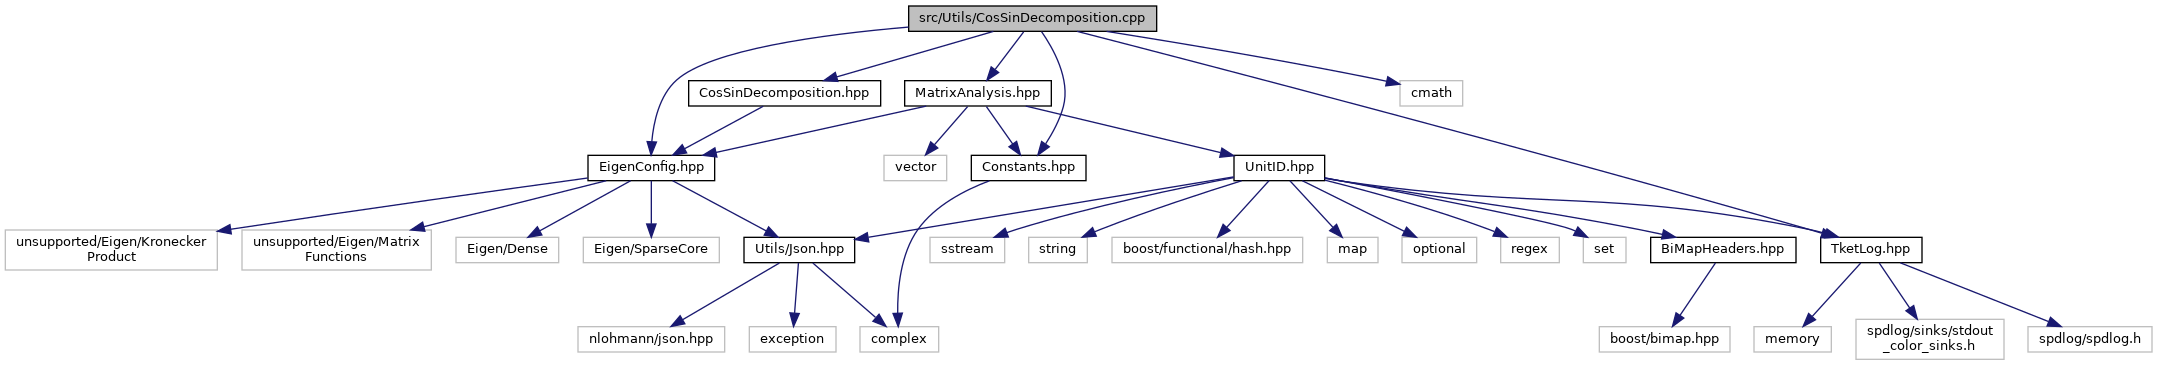 src/Utils/CosSinDecomposition.cpp
CosSinDecomposition.hpp
MatrixAnalysis.hpp
cmath
EigenConfig.hpp
vector
Constants.hpp
UnitID.hpp
unsupported/Eigen/Kronecker
Product
unsupported/Eigen/Matrix
Functions
Eigen/Dense
Eigen/SparseCore
Utils/Json.hpp
sstream
string
boost/functional/hash.hpp
map
optional
regex
set
BiMapHeaders.hpp
TketLog.hpp
nlohmann/json.hpp
exception
complex
boost/bimap.hpp
memory
spdlog/sinks/stdout
_color_sinks.h
spdlog/spdlog.h